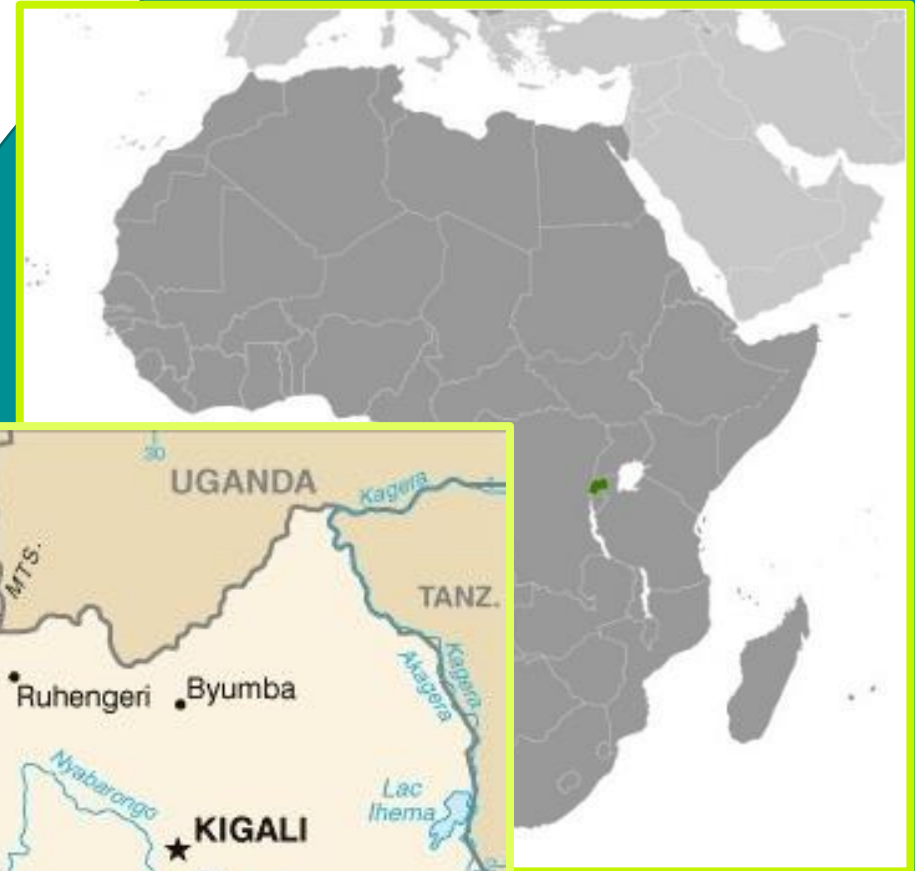 30
UGANDA
Kagera
MTS.
TANZ.
Ruhengeri
Byumba
Kagera
Akagera
Nyabarongo
Lac
Ihema
KIGALI